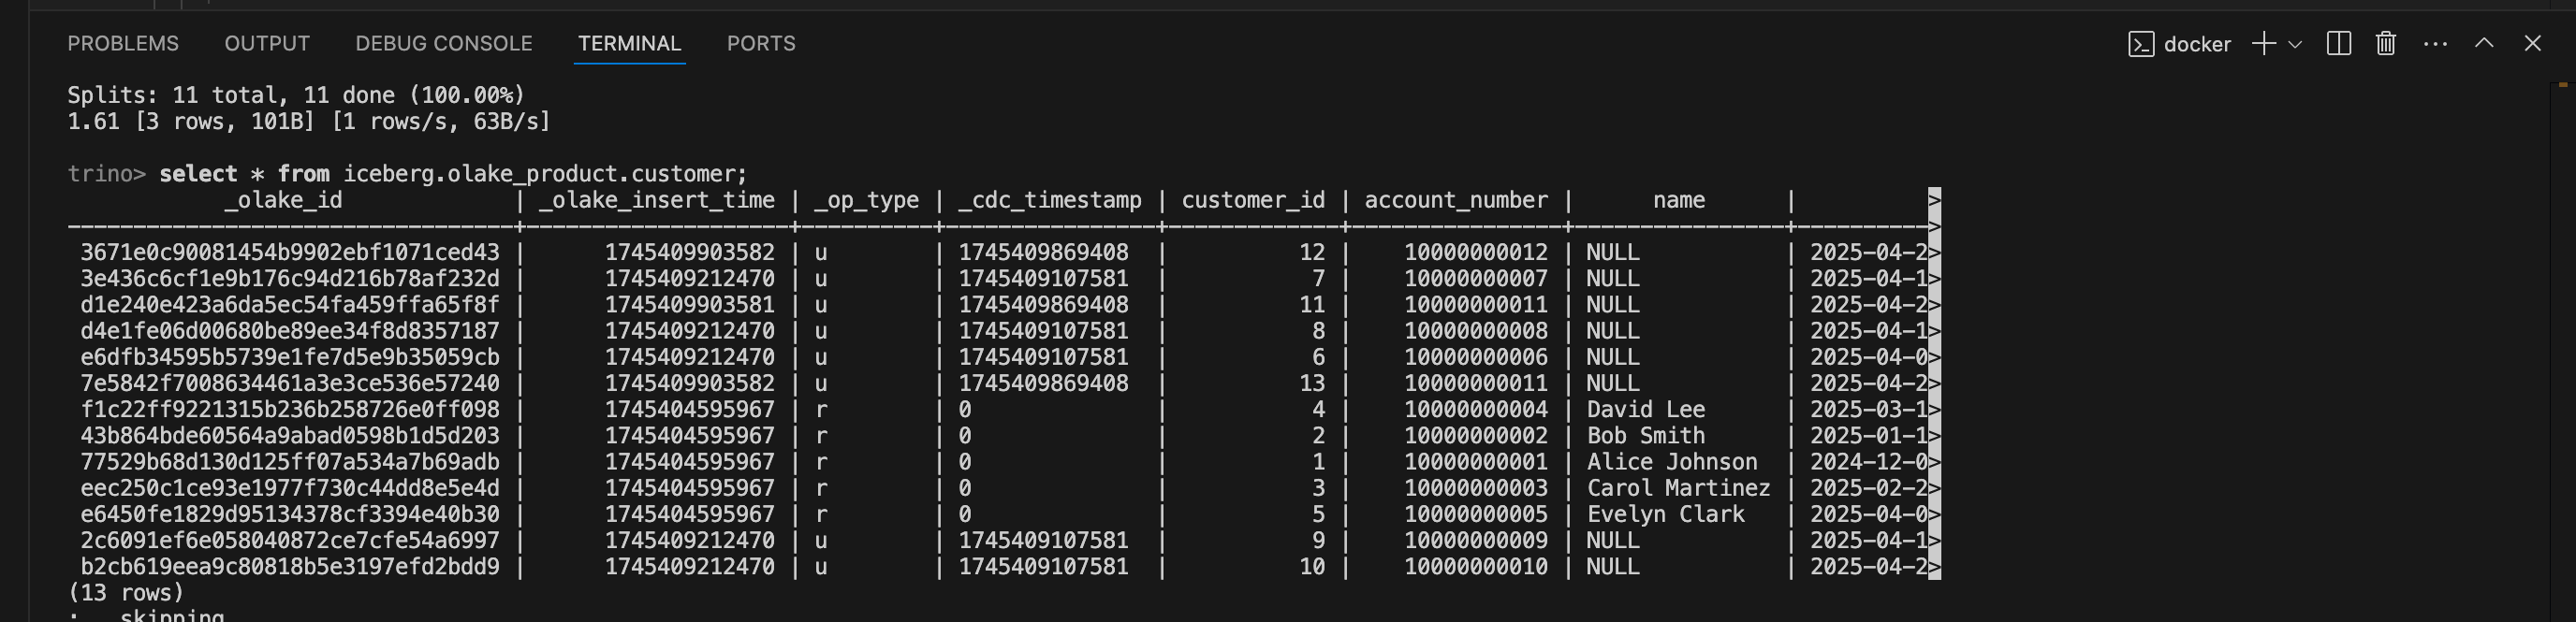 PROBLEMS OUTPUT DEBUG CONSOLE TERMINAL PORTS docker
Splits: 11 total, 11 done (100.00%)
1.61 [3 rows, 101B] [1 rows/s, 63B/s]
trino> select * from iceberg.olake_product.customer;
_olake_id | _olake_insert_time | _op_type | _cdc_timestamp | customer_id | account_number | name | >
----------------------------------+--------------------+----------+----------------+-------------+----------------+----------------+---------->
3671e0c90081454b9902ebf1071ced43 | 1745409903582 | u | 1745409869408 | 12 | 10000000012 | NULL | 2025-04-2>
3e436c6cf1e9b176c94d216b78af232d | 1745409212470 | u | 1745409107581 | 7 | 10000000007 | NULL | 2025-04-1>
d1e240e423a6da5ec54fa459ffa65f8f | 1745409903581 | u | 1745409869408 | 11 | 10000000011 | NULL | 2025-04-2>
d4e1fe06d00680be89ee34f8d8357187 | 1745409212470 | u | 1745409107581 | 8 | 10000000008 | NULL | 2025-04-1>
e6dfb34595b5739e1fe7d5e9b35059cb | 1745409212470 | u | 1745409107581 | 6 | 10000000006 | NULL | 2025-04-0>
7e5842f7008634461a3e3ce536e57240 | 1745409903582 | u | 1745409869408 | 13 | 10000000011 | NULL | 2025-04-2>
f1c22ff9221315b236b258726e0ff098 | 1745404595967 | r | 0 | 4 | 10000000004 | David Lee | 2025-03-1>
43b864bde60564a9abad0598b1d5d203 | 1745404595967 | r | 0 | 2 | 10000000002 | Bob Smith | 2025-01-1>
77529b68d130d125ff07a534a7b69adb | 1745404595967 | r | 0 | 1 | 10000000001 | Alice Johnson | 2024-12-0>
eec250c1ce93e1977f730c44dd8e5e4d | 1745404595967 | r | 0 | 3 | 10000000003 | Carol Martinez | 2025-02-2>
e6450fe1829d95134378cf3394e40b30 | 1745404595967 | r | 0 | 5 | 10000000005 | Evelyn Clark | 2025-04-0>
2c6091ef6e058040872ce7cfe54a6997 | 1745409212470 | u | 1745409107581 | 9 | 10000000009 | NULL | 2025-04-1>
b2cb619eea9c80818b5e3197efd2bdd9 | 1745409212470 | u | 1745409107581 | 10 | 10000000010 | NULL | 2025-04-2>
(13 rows)
: skipping